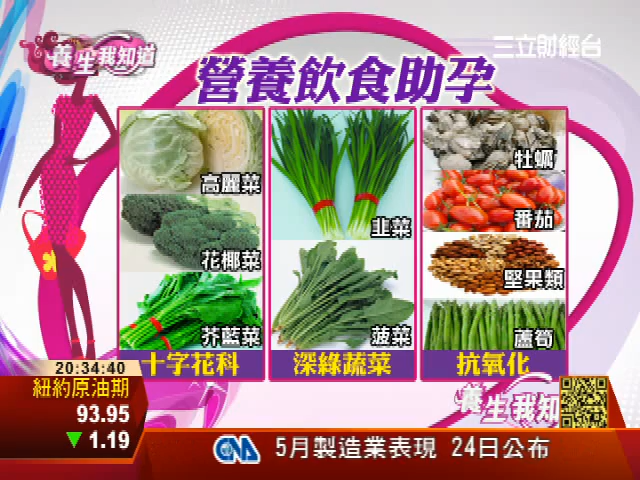 養生我知道
三立財經台
營養飲食助孕
高麗菜
花椰菜
芥藍菜
十字花科
韭菜
菠菜
深綠蔬菜
牡蠣
番茄
堅果類
蘆筍
抗氧化
養生我知
20:34:40
紐約原油期
93.95
▼ 1.19
CNA
5月製造業表現 24日公布